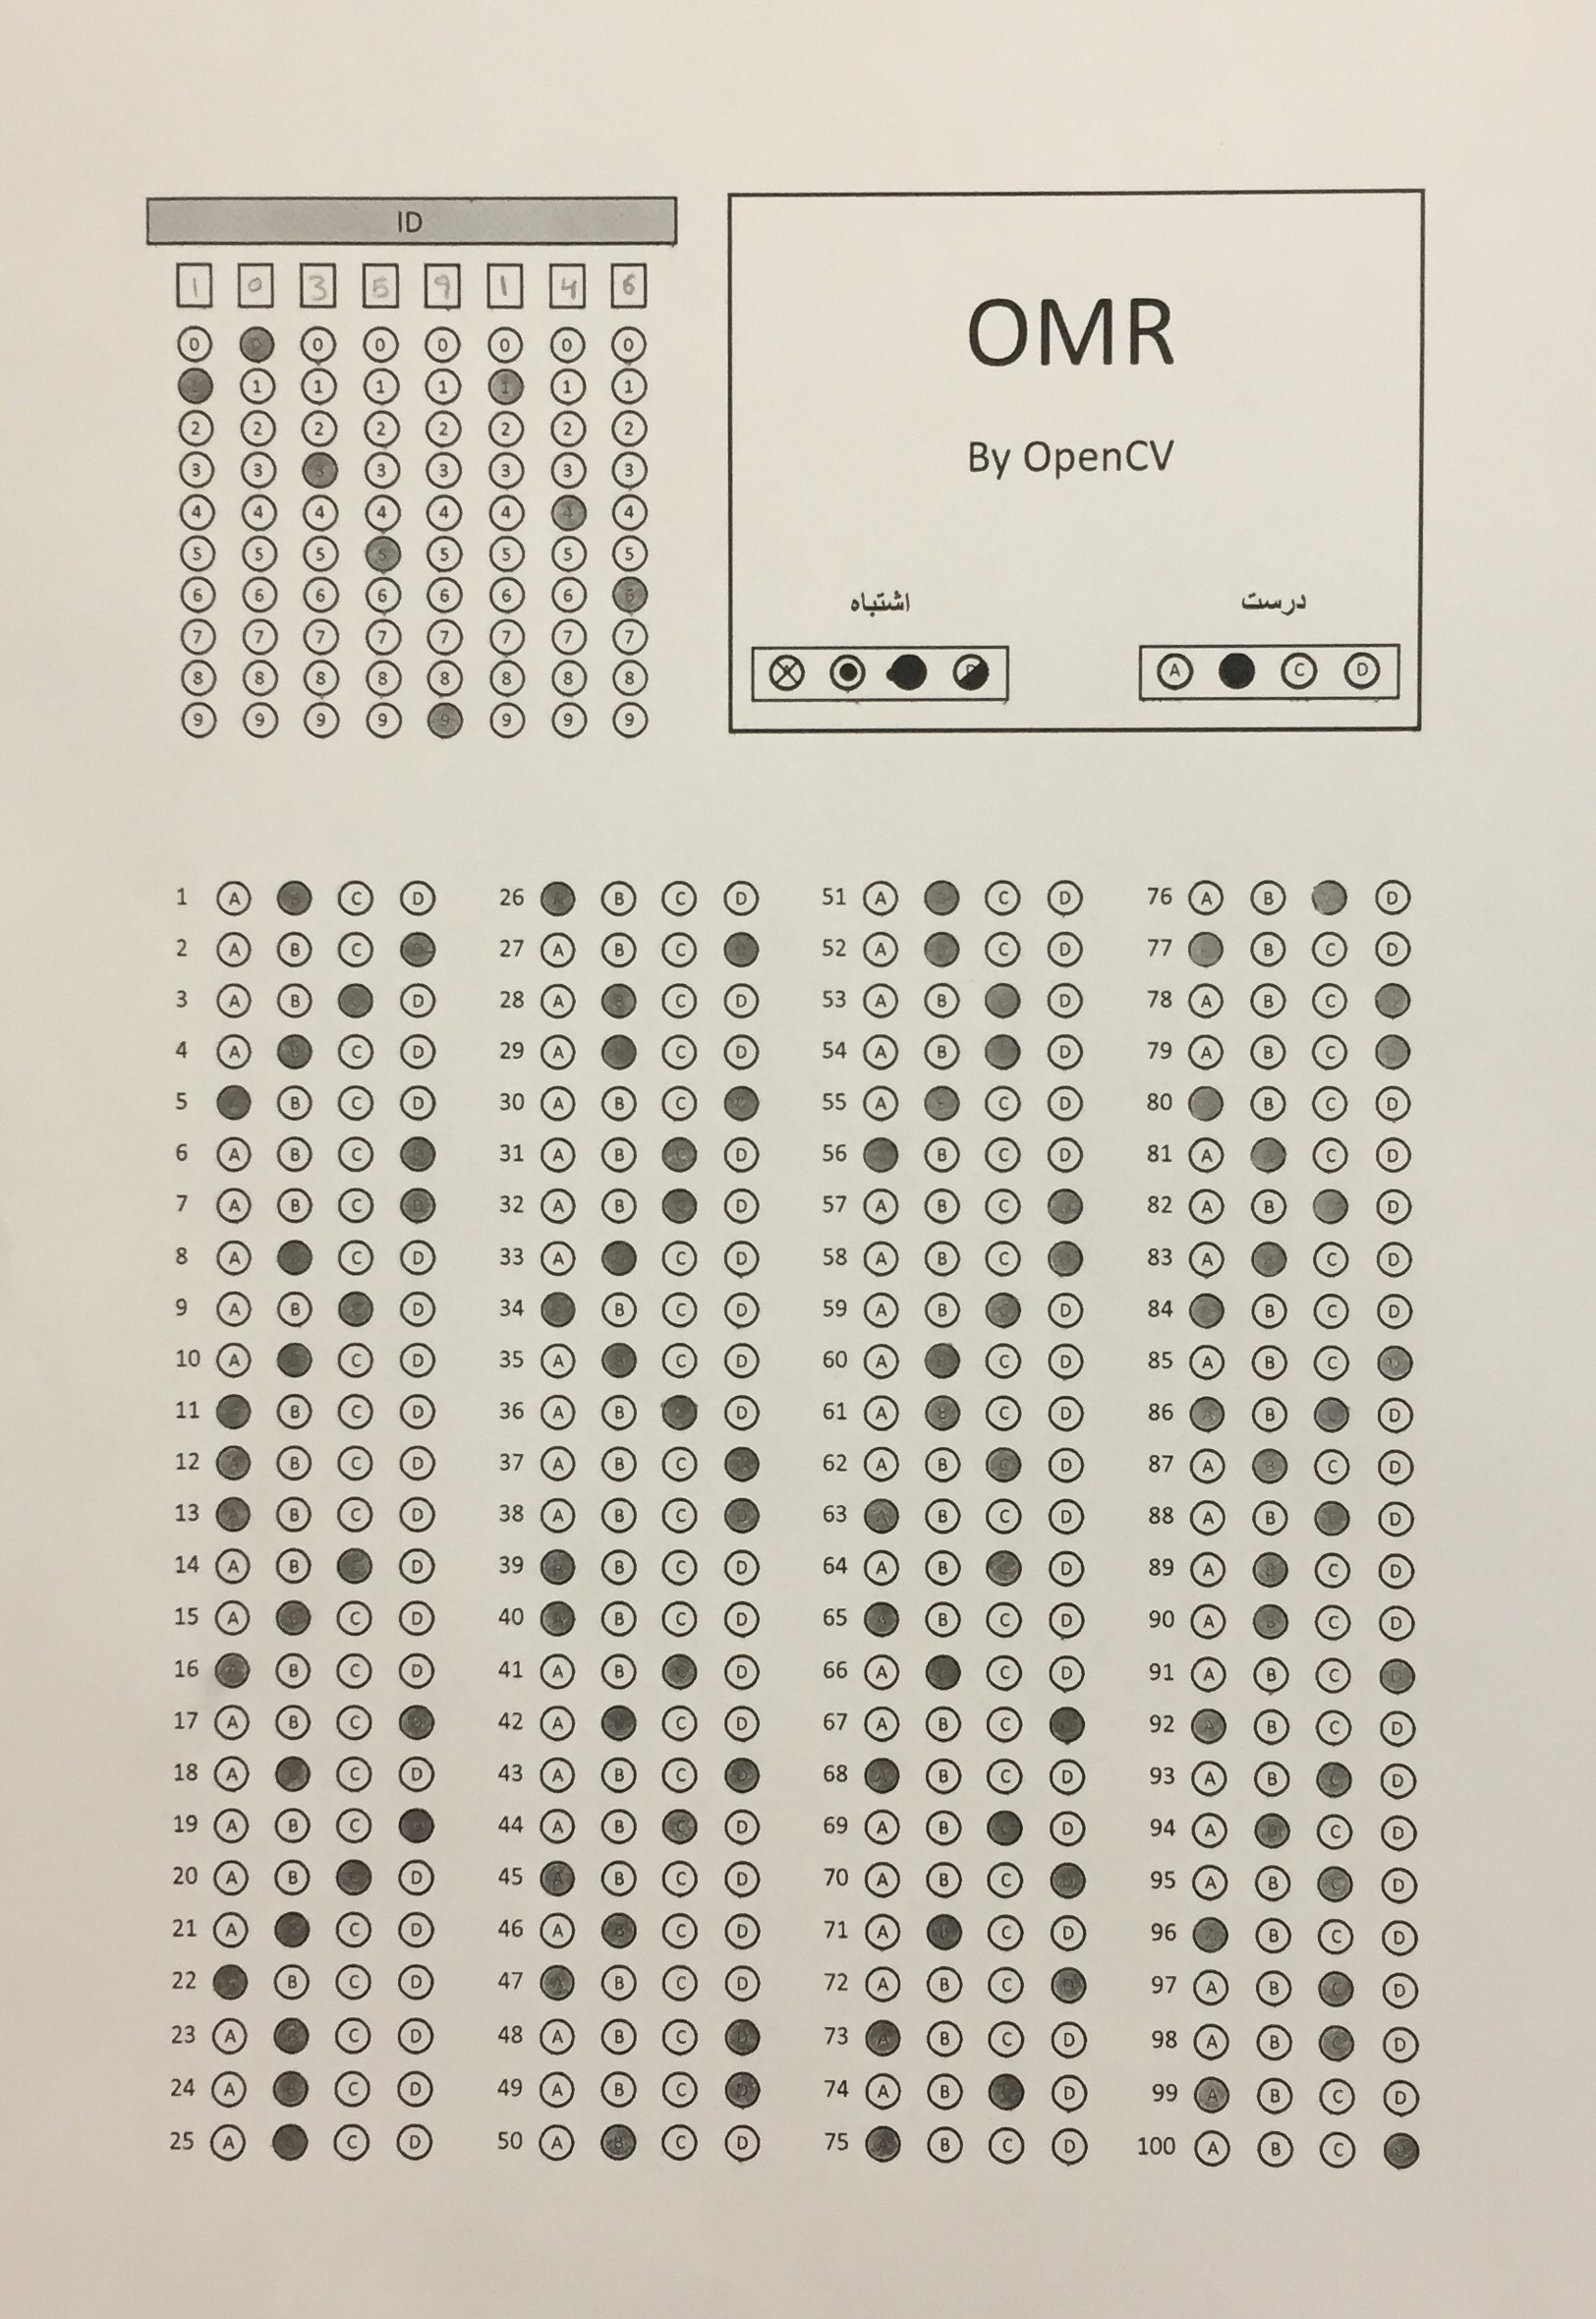 ID
1 0 3 5 9 1 4 6
0 0 0 0 0 0 0
1 1 1 1 1 1 1
2 2 2 2 2 2 2 2
3 3 3 3 3 3 3 3
4 4 4 4 4 4 4 4
5 5 5 5 5 5 5 5
6 6 6 6 6 6 6 6
7 7 7 7 7 7 7 7
8 8 8 8 8 8 8 8
9 9 9 9 9 9 9 9
OMR
By OpenCV
درست
اشتباه
A C D
1 A B C D
2 A B C D
3 A B D
4 A B C D
5 B C D
6 A B C D
7 A B C D
8 A C D
9 A B C D
10 A B C D
11 B C D
12 A B C D
13 A B C D
14 A B C D
15 A B C D
16 A B C D
17 A B C D
18 A C D
19 A B C D
20 A B C D
21 A B C D
22 B C D
23 A B C D
24 A B C D
25 A C D
26 A B C D
27 A B C D
28 A B C D
29 A C D
30 A B C D
31 A B C D
32 A B C D
33 A C D
34 B C D
35 A B C D
36 A B D
37 A B C D
38 A B C D
39 A B C D
40 A B C D
41 A B C D
42 A B C D
43 A B C D
44 A B C D
45 A B C D
46 A B C D
47 A B C D
48 A B C D
49 A B C D
50 A B C D
51 A B C D
52 A B C D
53 A B D
54 A B D
55 A B C D
56 B C D
57 A B C
58 A B C D
59 A B C D
60 A B C D
61 A B C D
62 A B C D
63 A B C D
64 A B C D
65 A B C D
66 A C D
67 A B C
68 A B C D
69 A B D
70 A B C D
71 A B C D
72 A B C D
73 A B C D
74 A B C D
75 A B C D
76 A B D
77 B C D
78 A B C D
79 A B C D
80 B C D
81 A C D
82 A B D
83 A B C D
84 A B C D
85 A B C D
86 A B C D
87 A B C D
88 A B C D
89 A B C D
90 A B C D
91 A B C D
92 A B C D
93 A B C D
94 A B C D
95 A B C D
96 A B C D
97 A B C D
98 A B C D
99 A B C D
100 A B C D